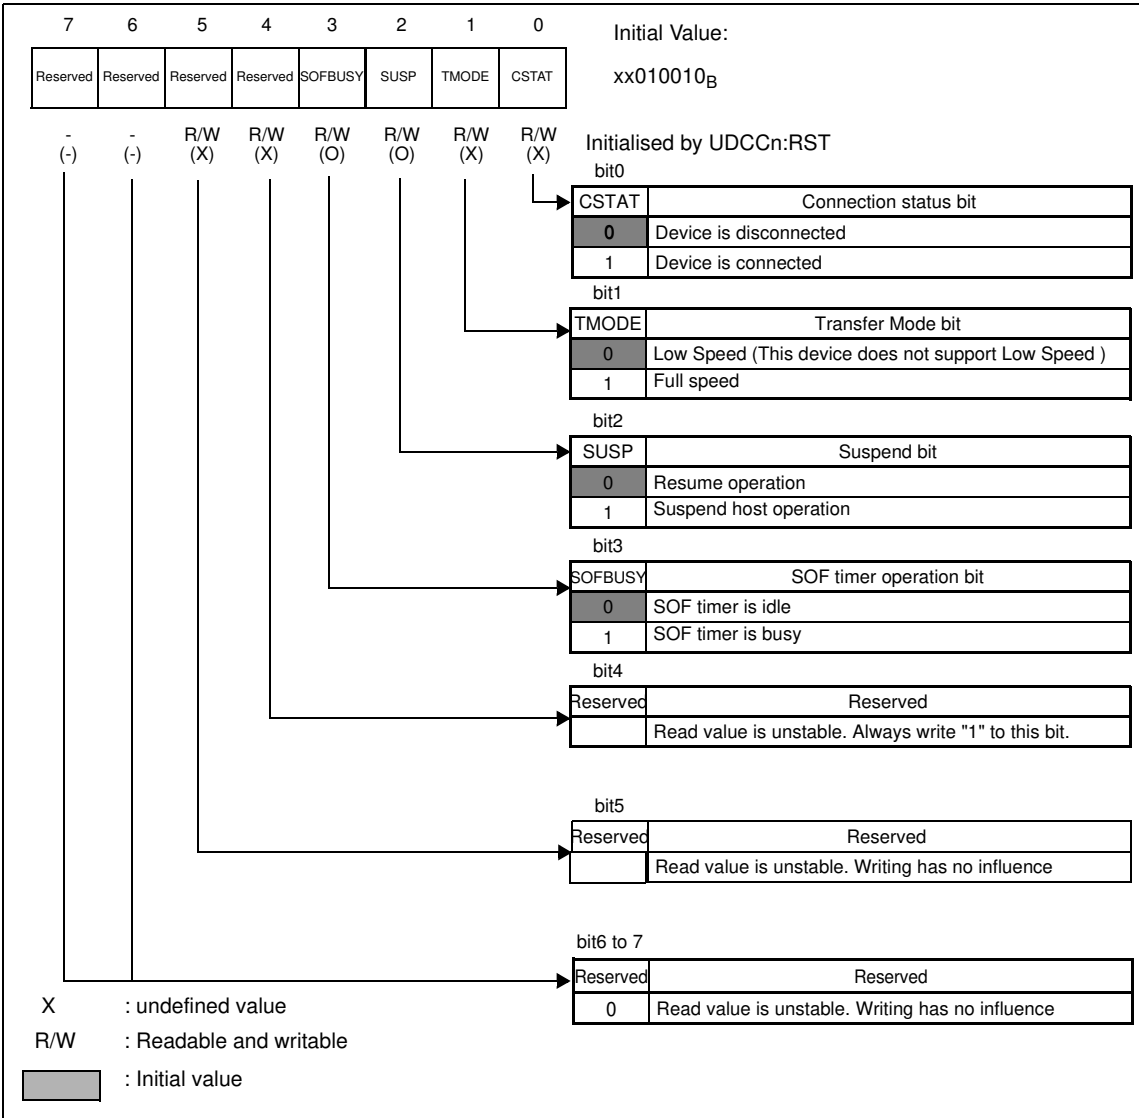 7 6 5 4 3 2 1 0
Initial Value:
Reserved Reserved Reserved Reserved SOFBUSY SUSP TMODE CSTAT
xx010010B
- - R/W R/W R/W R/W R/W R/W
(-) (-) (X) (X) (O) (O) (X) (X)
Initialised by UDCCn:RST
bit0
CSTAT Connection status bit
0 Device is disconnected
1 Device is connected
bit1
TMODE Transfer Mode bit
0 Low Speed (This device does not support Low Speed )
1 Full speed
bit2
SUSP Suspend bit
0 Resume operation
1 Suspend host operation
bit3
SOFBUSY SOF timer operation bit
0 SOF timer is idle
1 SOF timer is busy
bit4
Reserved Reserved
Read value is unstable. Always write "1" to this bit.
bit5
Reserved Reserved
Read value is unstable. Writing has no influence
bit6 to 7
Reserved Reserved
0 Read value is unstable. Writing has no influence
X : undefined value
R/W : Readable and writable
: Initial value